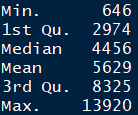 Min. 646
1st Qu. 2974
Median 4456
Mean 5629
3rd Qu. 8325
Max. 13920